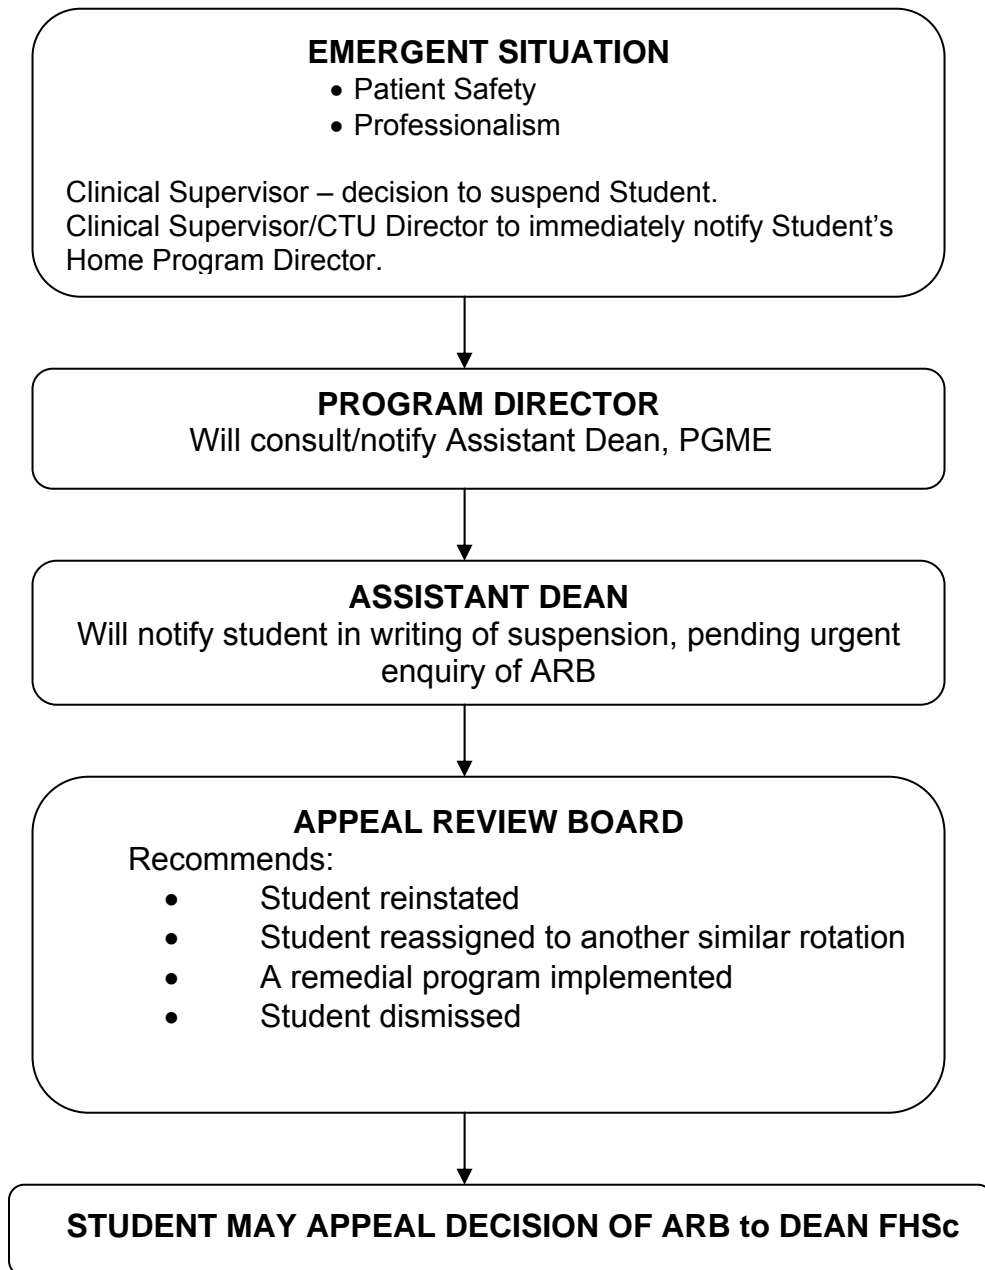 EMERGENT SITUATION
• Patient Safety
• Professionalism
Clinical Supervisor – decision to suspend Student.
Clinical Supervisor/CTU Director to immediately notify Student’s
Home Program Director.
PROGRAM DIRECTOR
Will consult/notify Assistant Dean, PGME
ASSISTANT DEAN
Will notify student in writing of suspension, pending urgent
enquiry of ARB
APPEAL REVIEW BOARD
Recommends:
• Student reinstated
• Student reassigned to another similar rotation
• A remedial program implemented
• Student dismissed
STUDENT MAY APPEAL DECISION OF ARB to DEAN FHSc